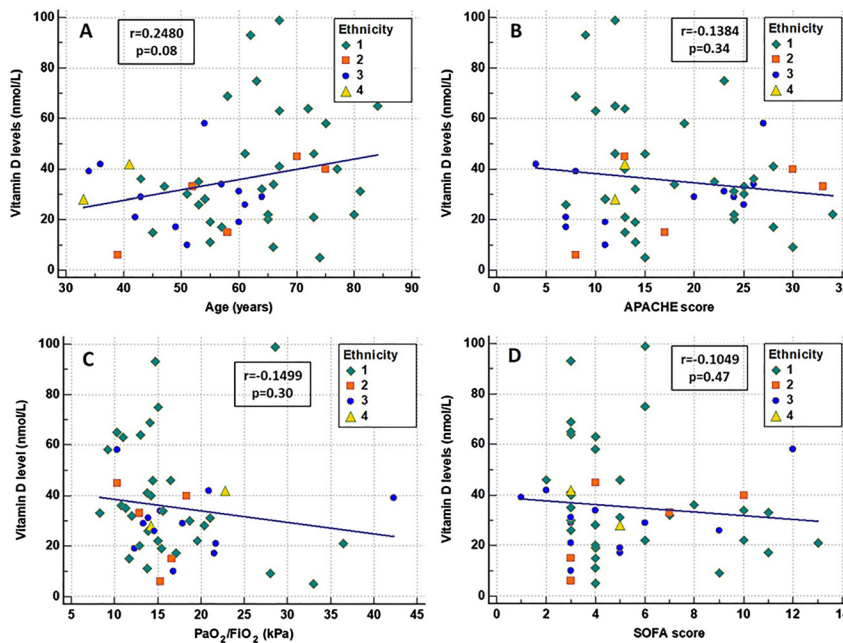 A
r=0.2480
p=0.08
Ethnicity
1
2
3
4
Vitamin D levels (nmol/L)
100
80
60
40
20
0
30 40 50 60 70 80 90
Age (years)
B
r=-0.1384
p=0.34
Ethnicity
1
2
3
4
Vitamin D levels (nmol/L)
100
80
60
40
20
0
0 5 10 15 20 25 30 35
APACHE score
C
r=-0.1499
p=0.30
Ethnicity
1
2
3
4
Vitamin D level (nmol/L)
100
80
60
40
20
0
5 10 15 20 25 30 35 40 45
PaO2/FiO2 (kPa)
D
r=-0.1049
p=0.47
Ethnicity
1
2
3
4
Vitamin D levels (nmol/L)
100
80
60
40
20
0
0 2 4 6 8 10 12 14
SOFA score